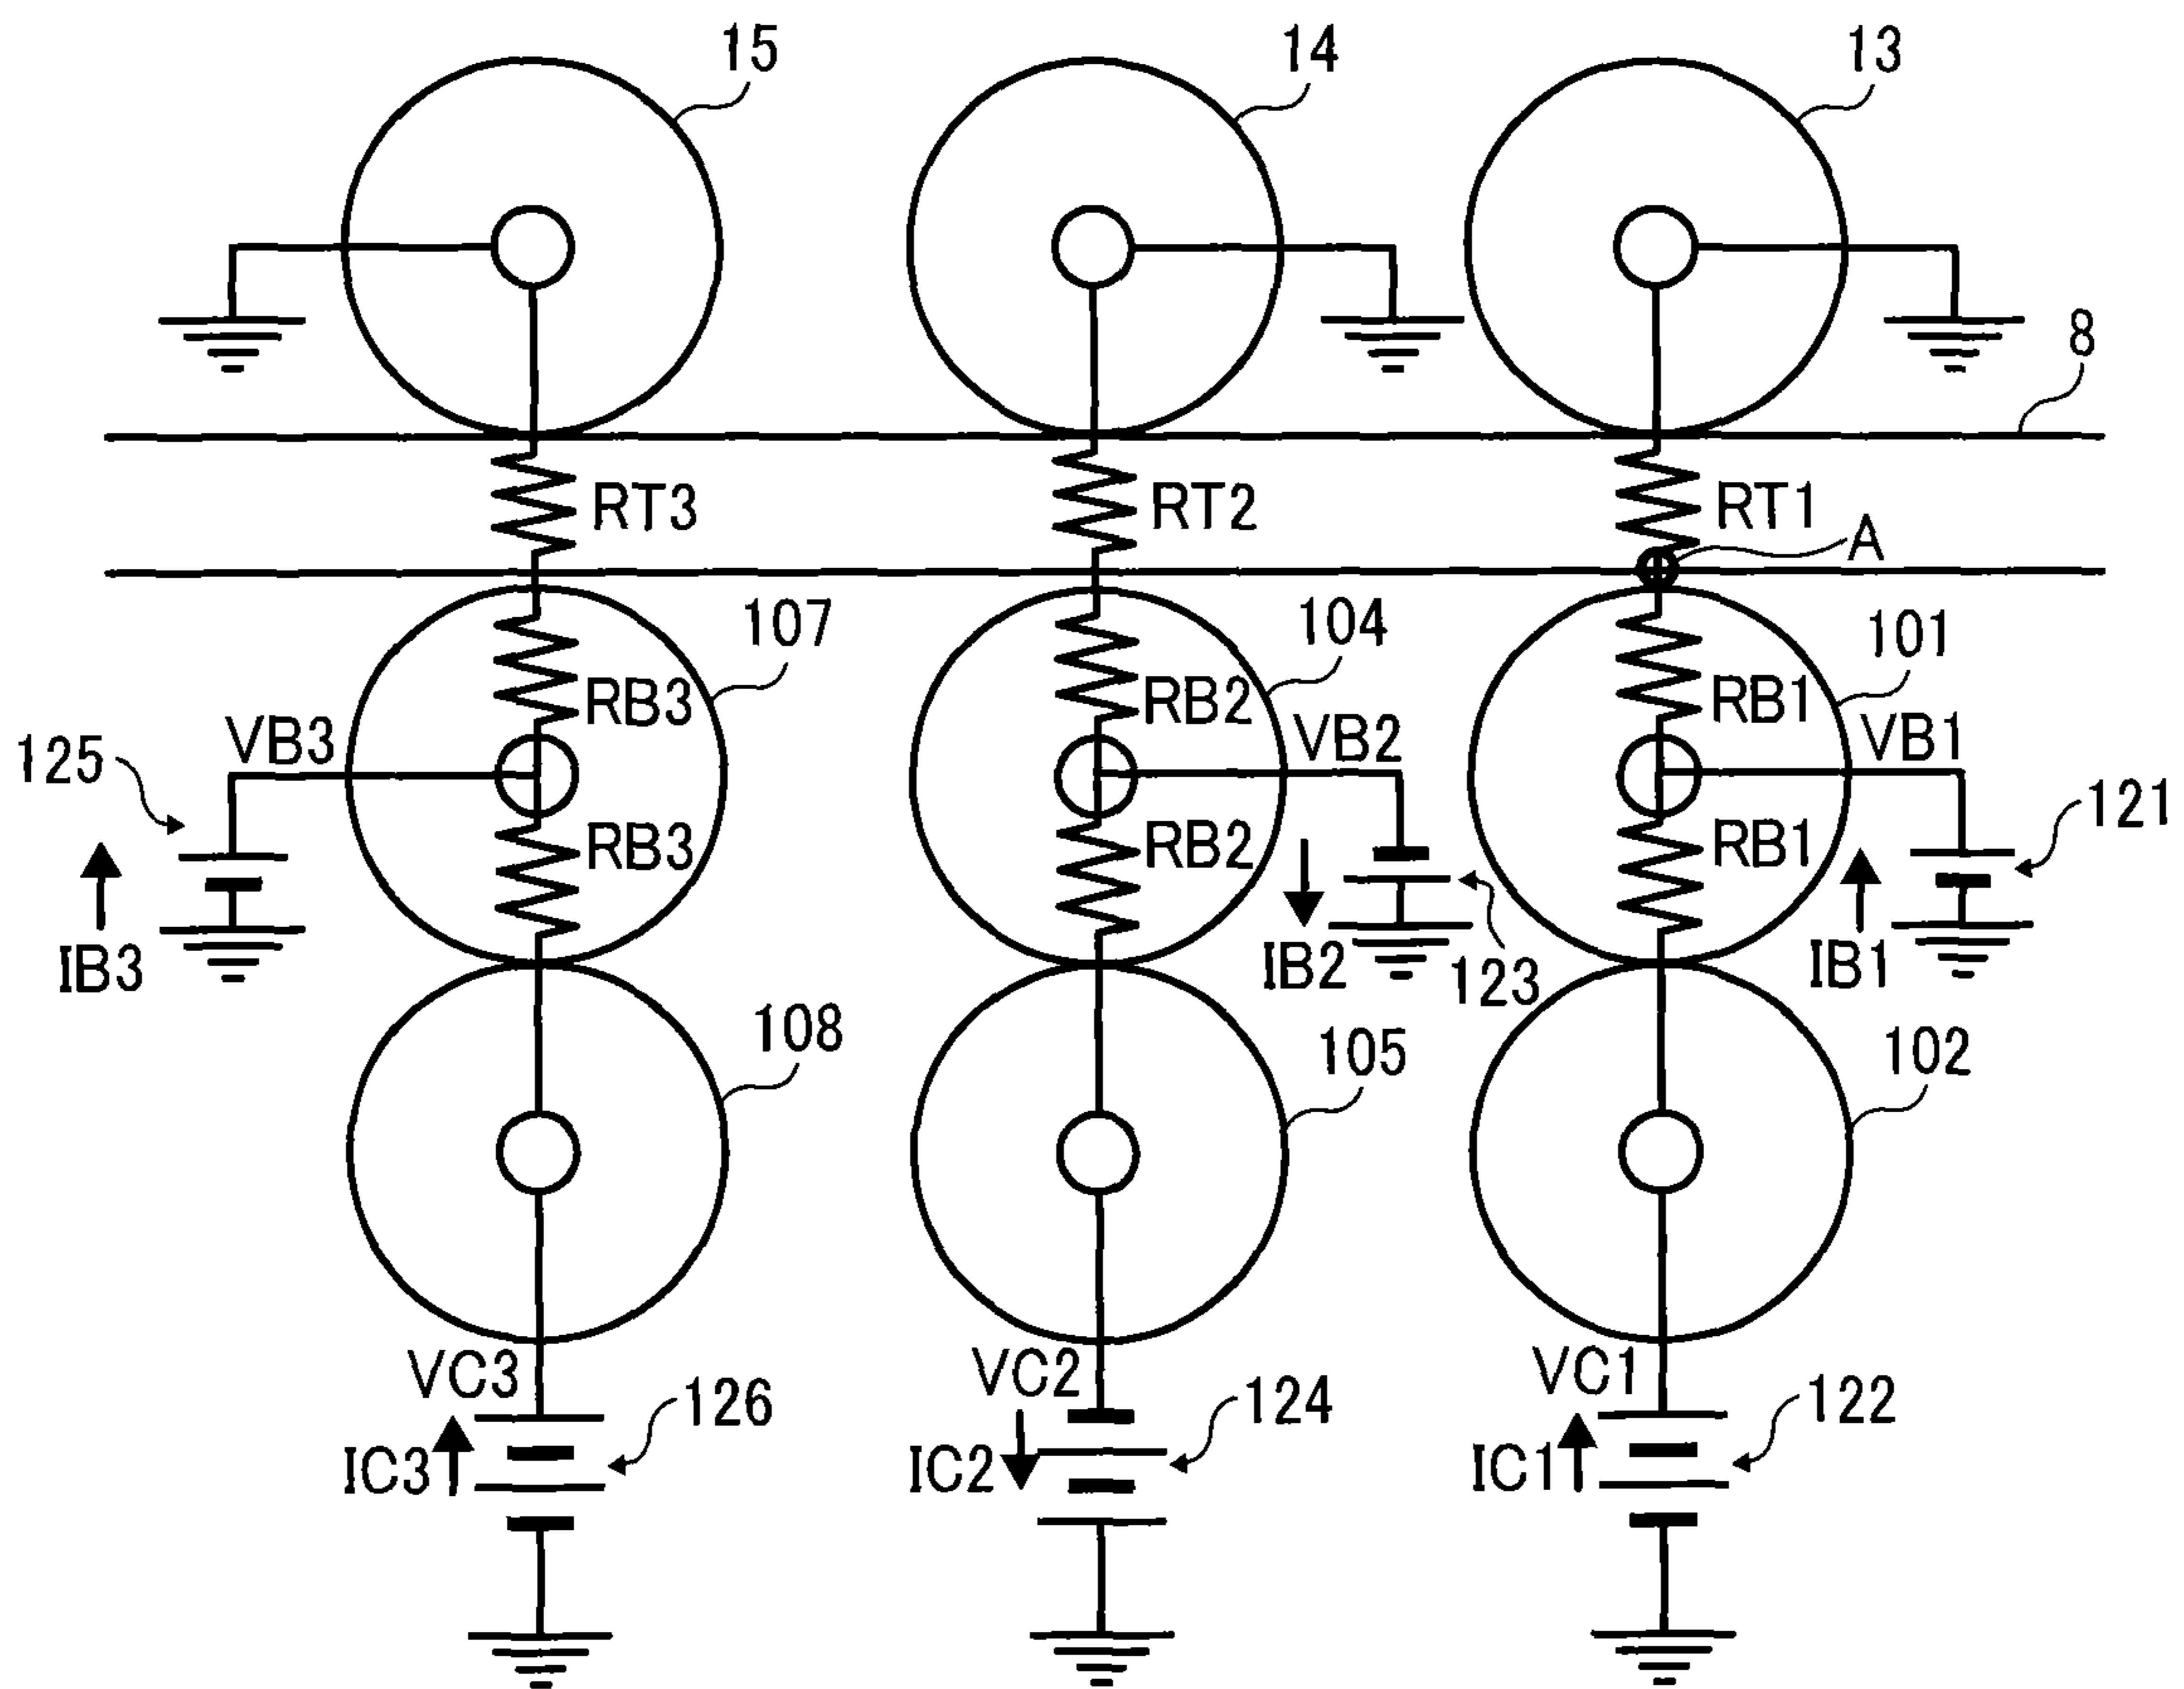 15 14 13
8
RT3 RT2 RT1
A
107 104 101
RB3 RB2 RB1
VB3 VB2 VB1
125 121
RB3 RB2 RB1
IB3 IB2 123 IB1
108 105 102
VC3 VC2 VC1
126 124 122
IC3 IC2 IC1